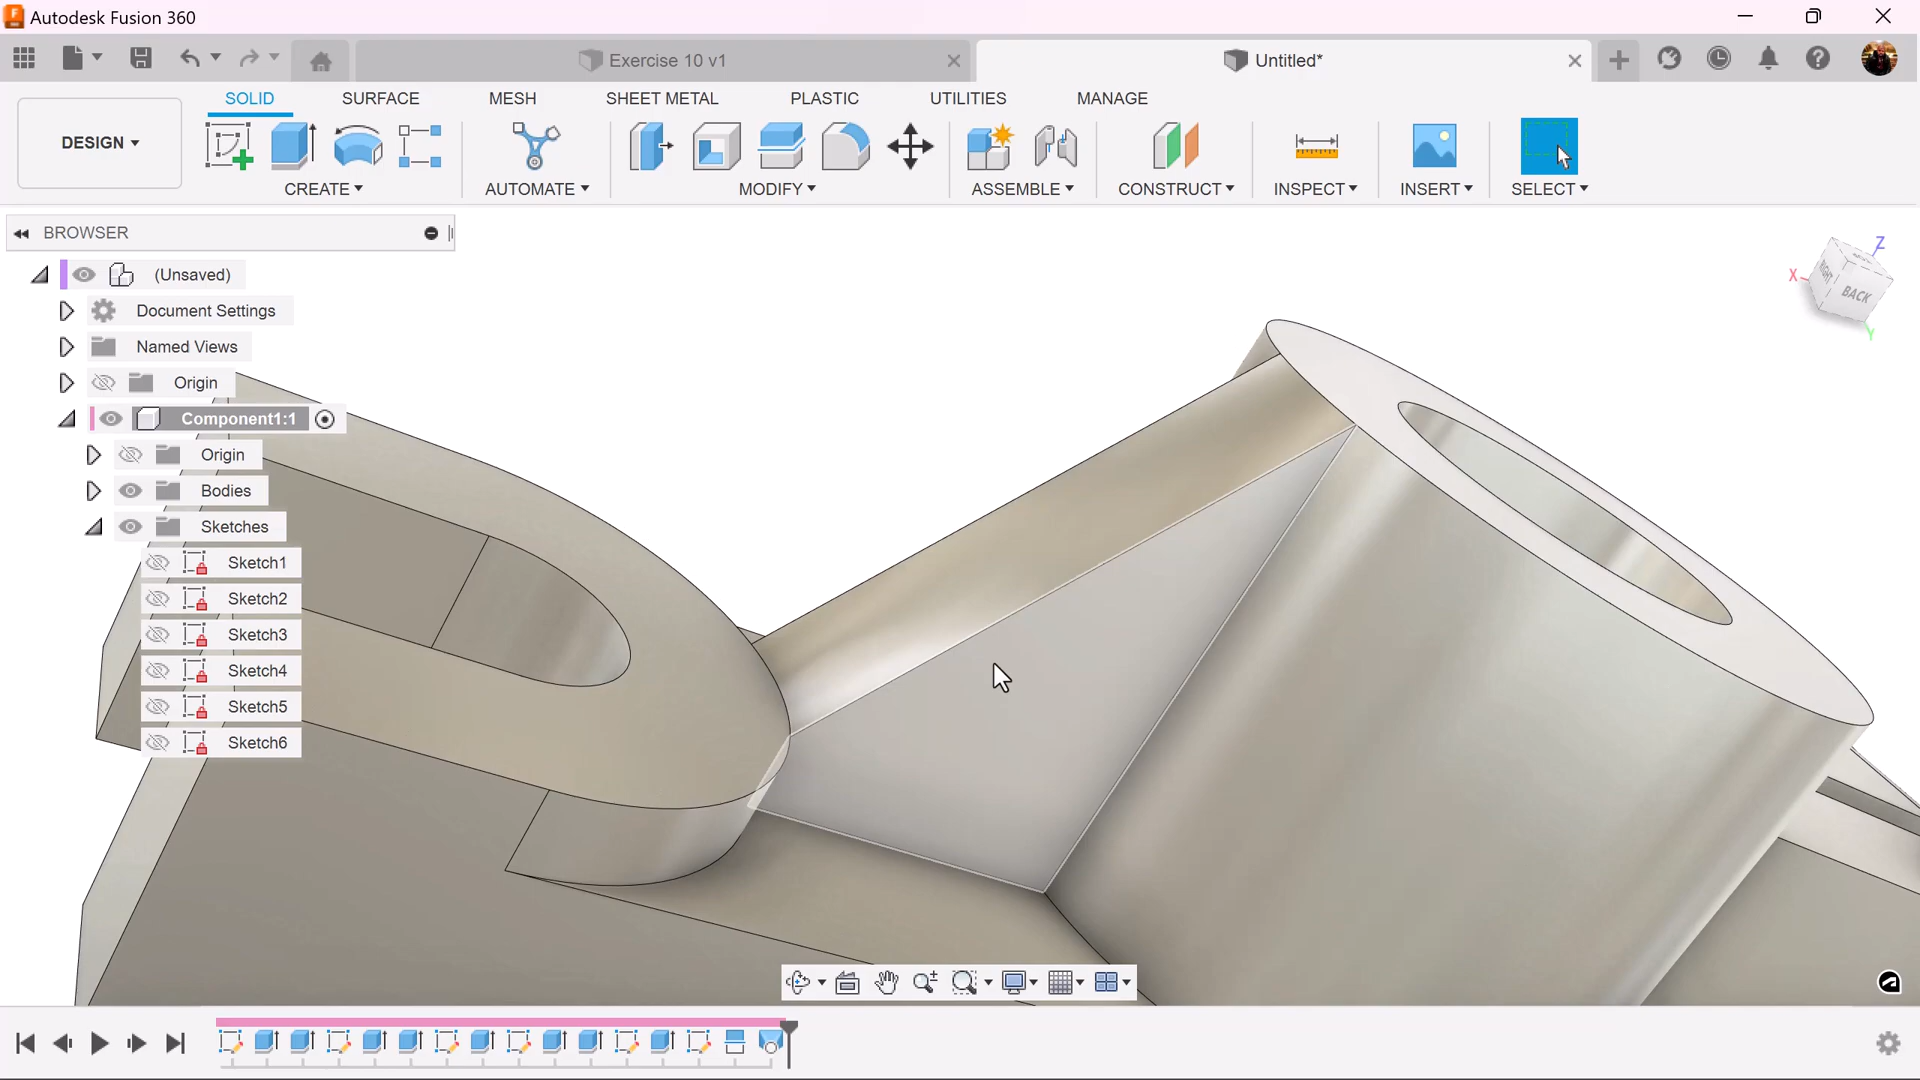 Autodesk Fusion 360
Exercise 10 v1
Untitled*
DESIGN
SOLID
SURFACE
MESH
SHEET METAL
PLASTIC
UTILITIES
MANAGE
CREATE
AUTOMATE
MODIFY
ASSEMBLE
CONSTRUCT
INSPECT
INSERT
SELECT
BROWSER
(Unsaved)
Document Settings
Named Views
Origin
Component1:1
Origin
Bodies
Sketches
Sketch1
Sketch2
Sketch3
Sketch4
Sketch5
Sketch6
Z
X
RIGHT
BACK
Y